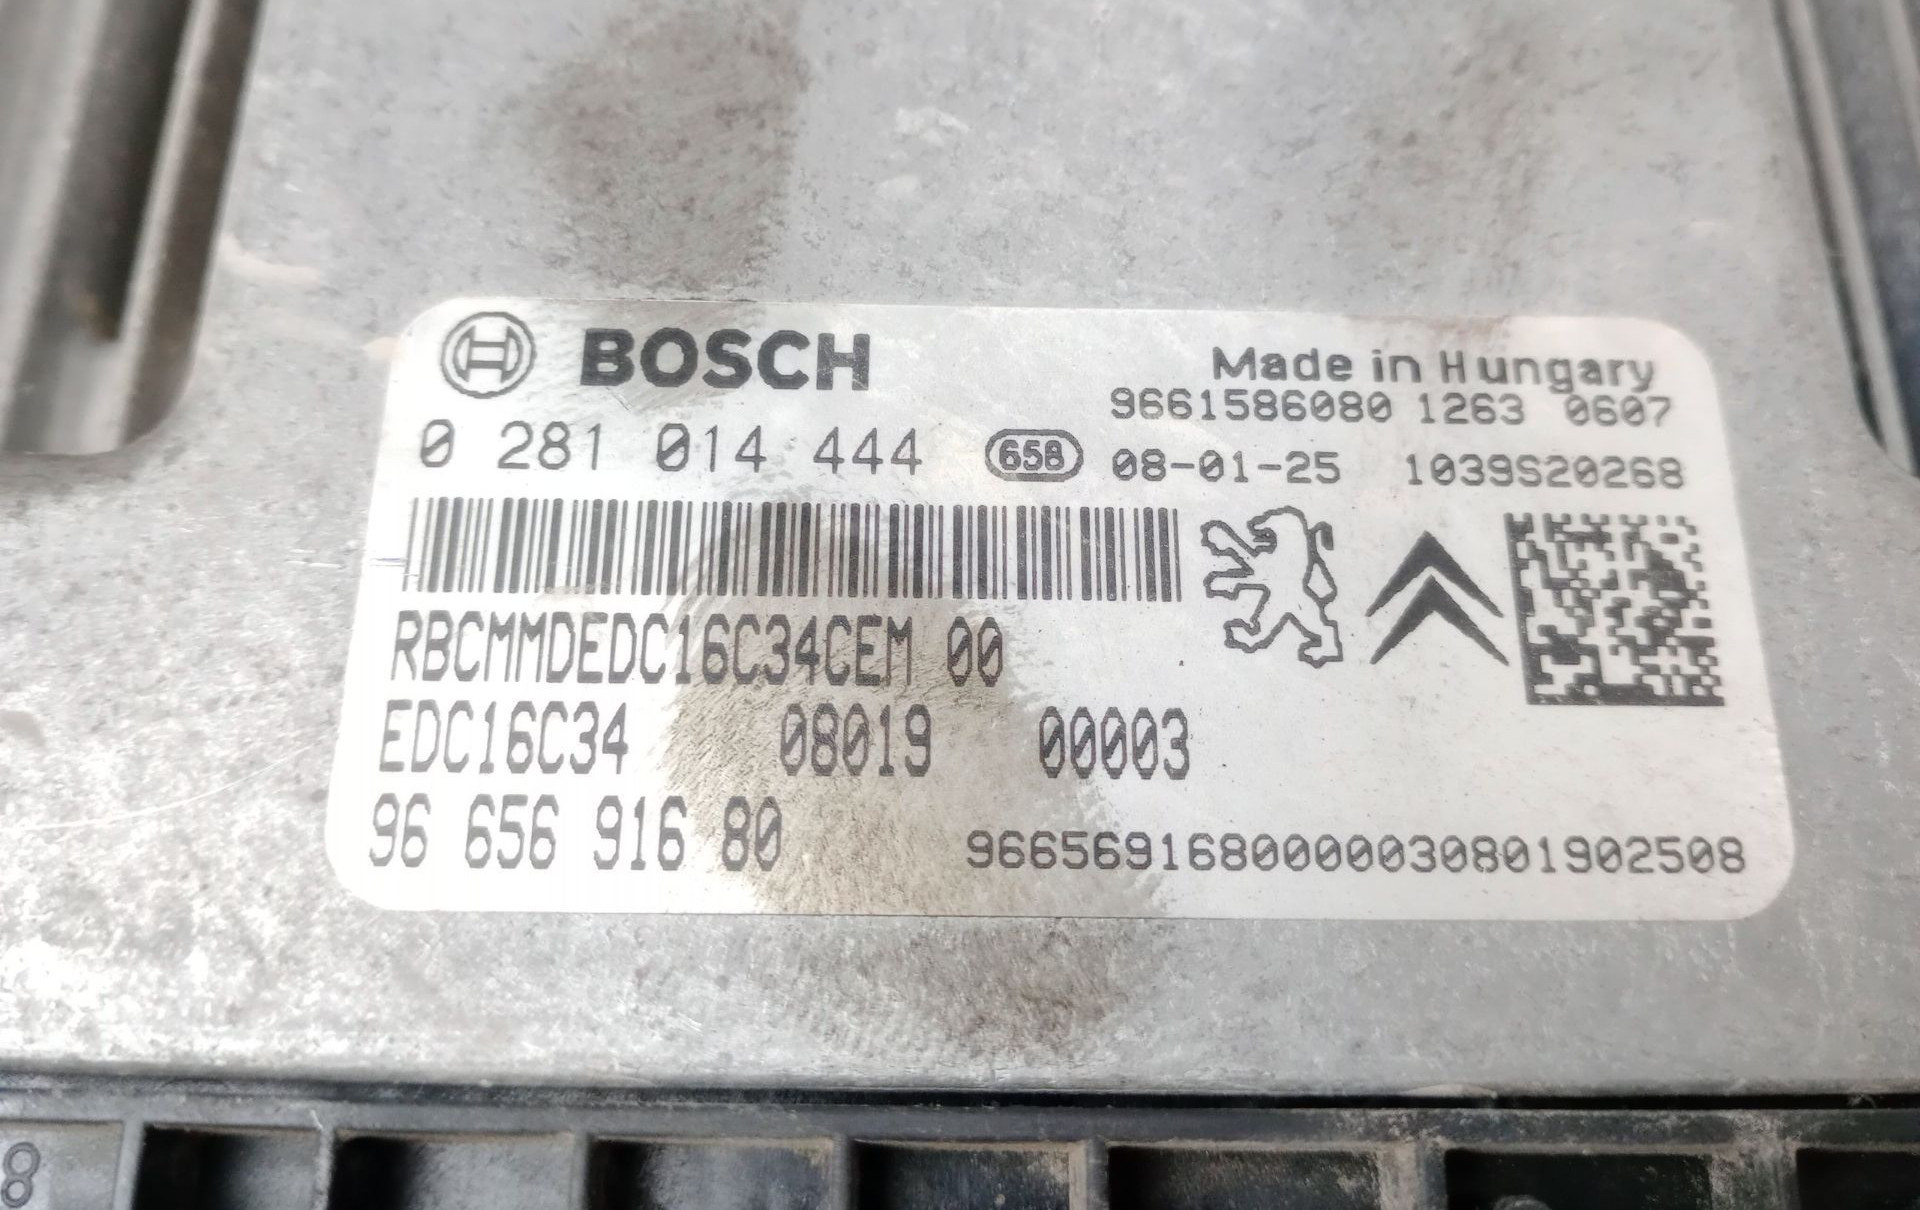 BOSCH
Made in Hungary
9661586080 1263 0607
0 281 014 444 658 08-01-25 1039S20268
RBCMMDEDC16C34CEM 00
EDC16C34 08019 00003
96 656 916 80
9665691680000030801902508
8